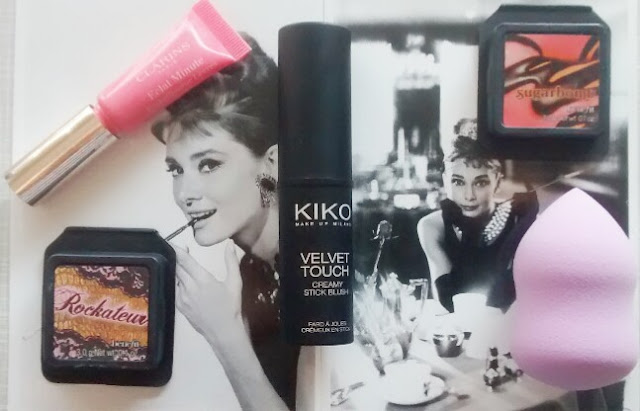 CLARINS
Eclat Minute
KIKO
MAKE UP MILANO
VELVET
TOUCH
CREAMY
STICK BLUSH
FARD À JOUES
CRÉMEUX EN STICK
sugarbomb
Rockateur
benefit